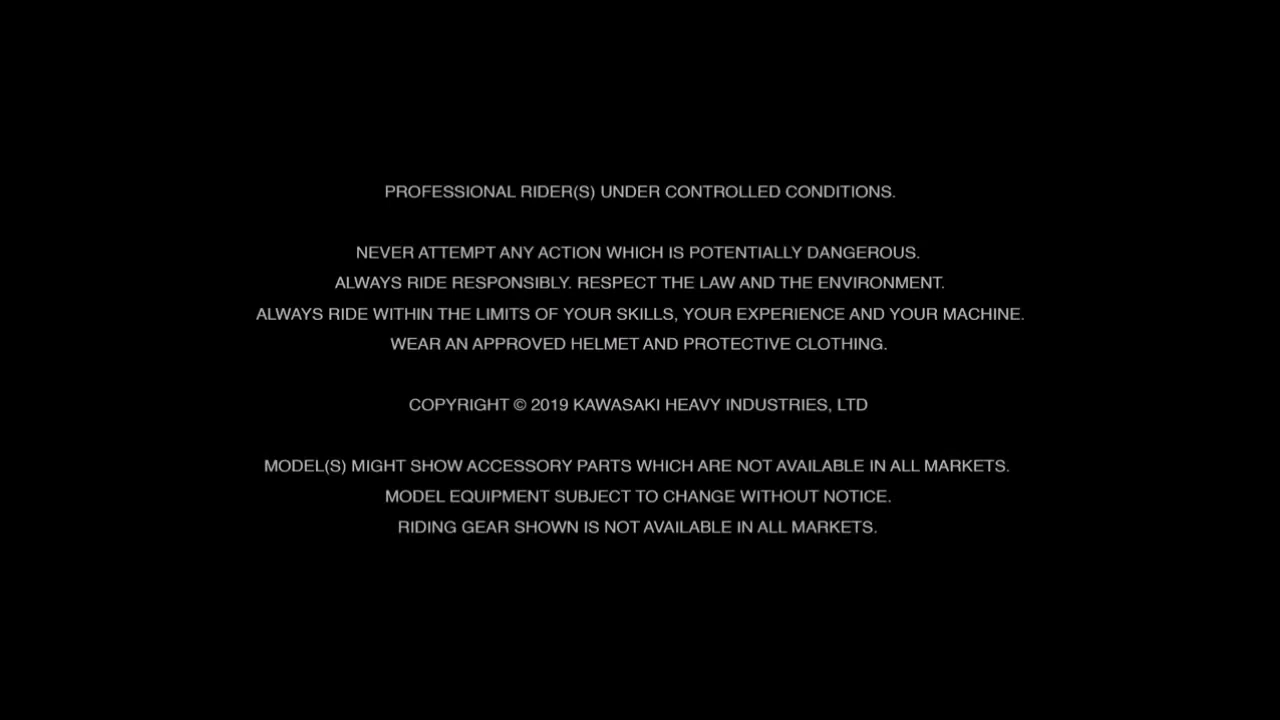 PROFESSIONAL RIDER(S) UNDER CONTROLLED CONDITIONS.
NEVER ATTEMPT ANY ACTION WHICH IS POTENTIALLY DANGEROUS.
ALWAYS RIDE RESPONSIBLY. RESPECT THE LAW AND THE ENVIRONMENT.
ALWAYS RIDE WITHIN THE LIMITS OF YOUR SKILLS, YOUR EXPERIENCE AND YOUR MACHINE.
WEAR AN APPROVED HELMET AND PROTECTIVE CLOTHING.
COPYRIGHT © 2019 KAWASAKI HEAVY INDUSTRIES, LTD
MODEL(S) MIGHT SHOW ACCESSORY PARTS WHICH ARE NOT AVAILABLE IN ALL MARKETS.
MODEL EQUIPMENT SUBJECT TO CHANGE WITHOUT NOTICE.
RIDING GEAR SHOWN IS NOT AVAILABLE IN ALL MARKETS.